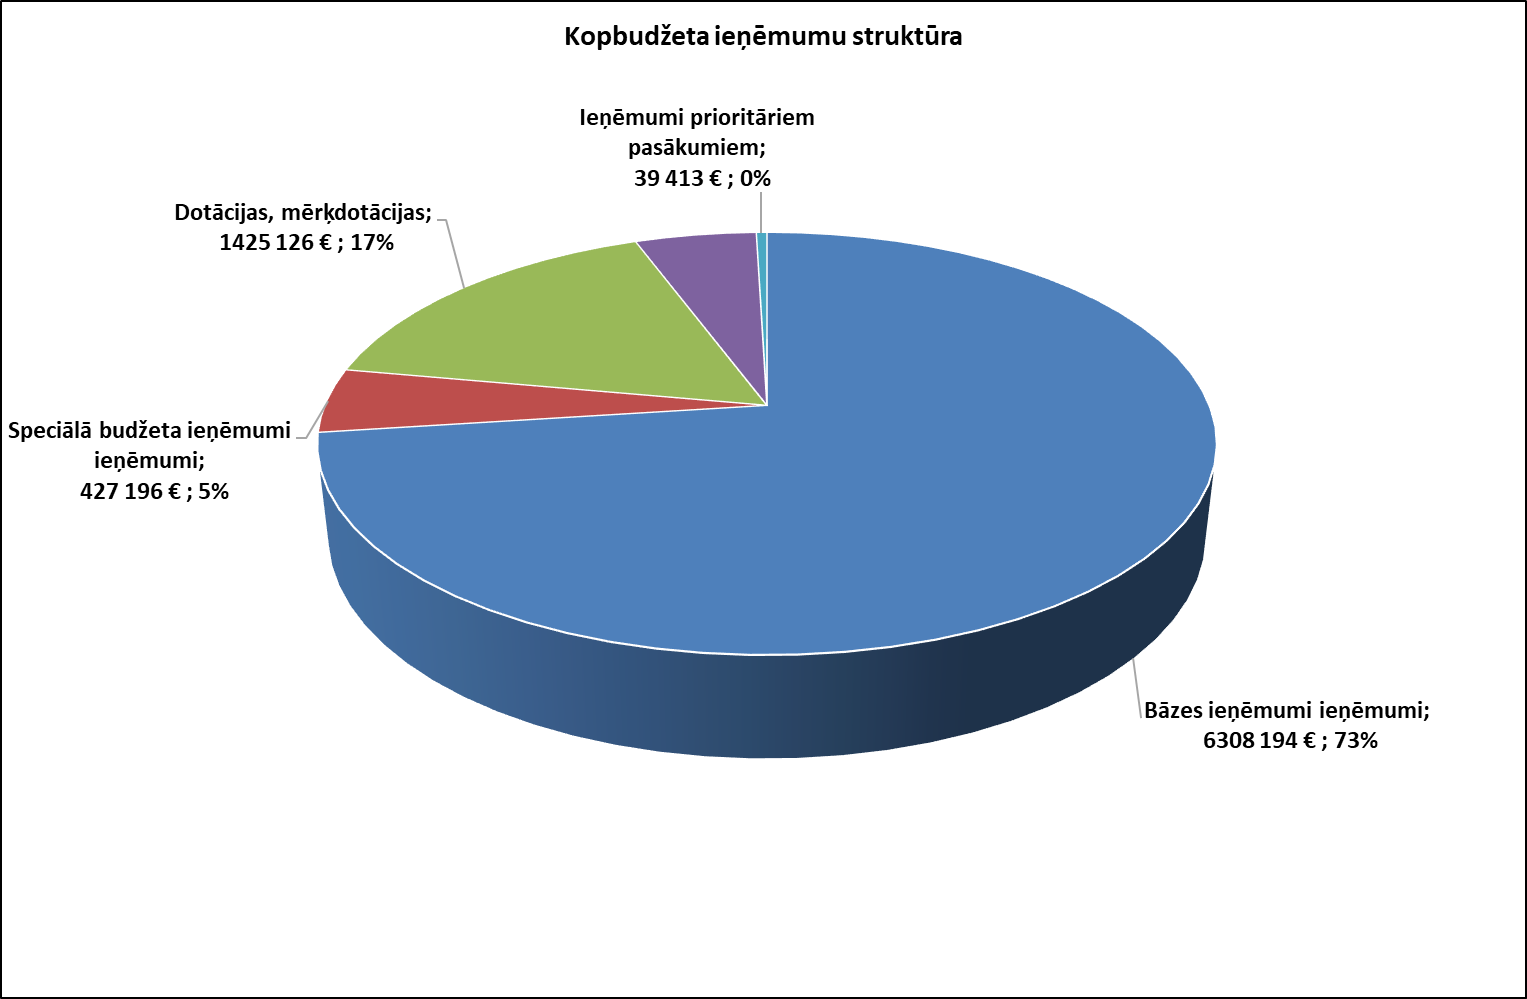 Kopbudžeta ieņēmumu struktūra
Ieņēmumi prioritāriem
pasākumiem;
39 413 € ; 0%
Dotācijas, mērķdotācijas;
1425 126 € ; 17%
Speciālā budžeta ieņēmumi
ieņēmumi;
427 196 € ; 5%
Bāzes ieņēmumi ieņēmumi;
6308 194 € ; 73%